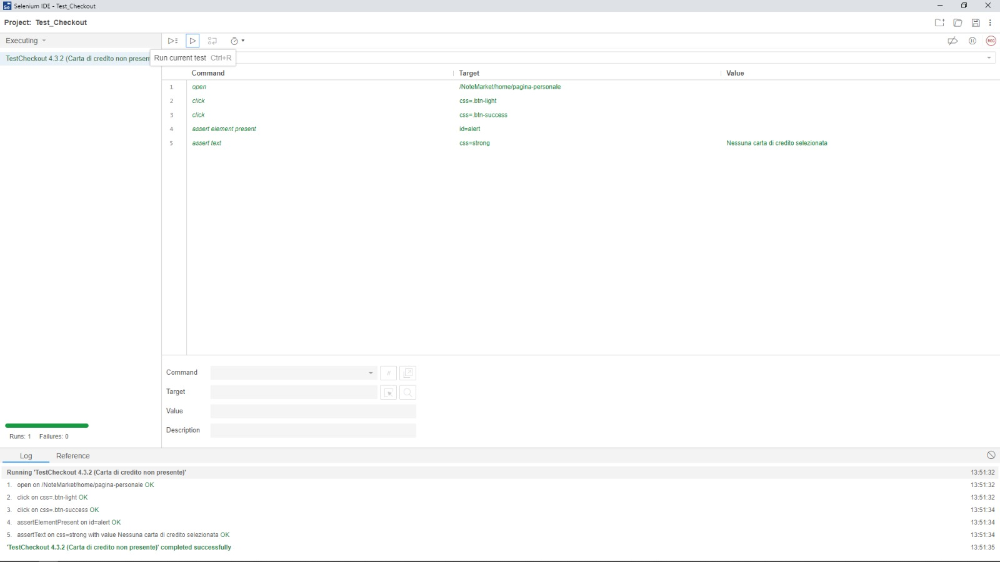 Selenium IDE - Test_Checkout
Project: Test_Checkout
Executing
TestCheckout 4.3.2 (Carta di credito non presen
Run current test Ctrl+R
Command Target Value
1 open /NoteMarket/home/pagina-personale
2 click css=.btn-light
3 click css=.btn-success
4 assert element present id=alert
5 assert text css=strong Nessuna carta di credito selezionata
Command //
Target
Value
Description
Runs: 1 Failures: 0
Log Reference
Running 'TestCheckout 4.3.2 (Carta di credito non presente)' 13:51:32
1. open on /NoteMarket/home/pagina-personale OK 13:51:32
2. click on css=.btn-light OK 13:51:32
3. click on css=.btn-success OK 13:51:34
4. assertElementPresent on id=alert OK 13:51:34
5. assertText on css=strong with value Nessuna carta di credito selezionata OK 13:51:34
'TestCheckout 4.3.2 (Carta di credito non presente)' completed successfully 13:51:35
Se
REC